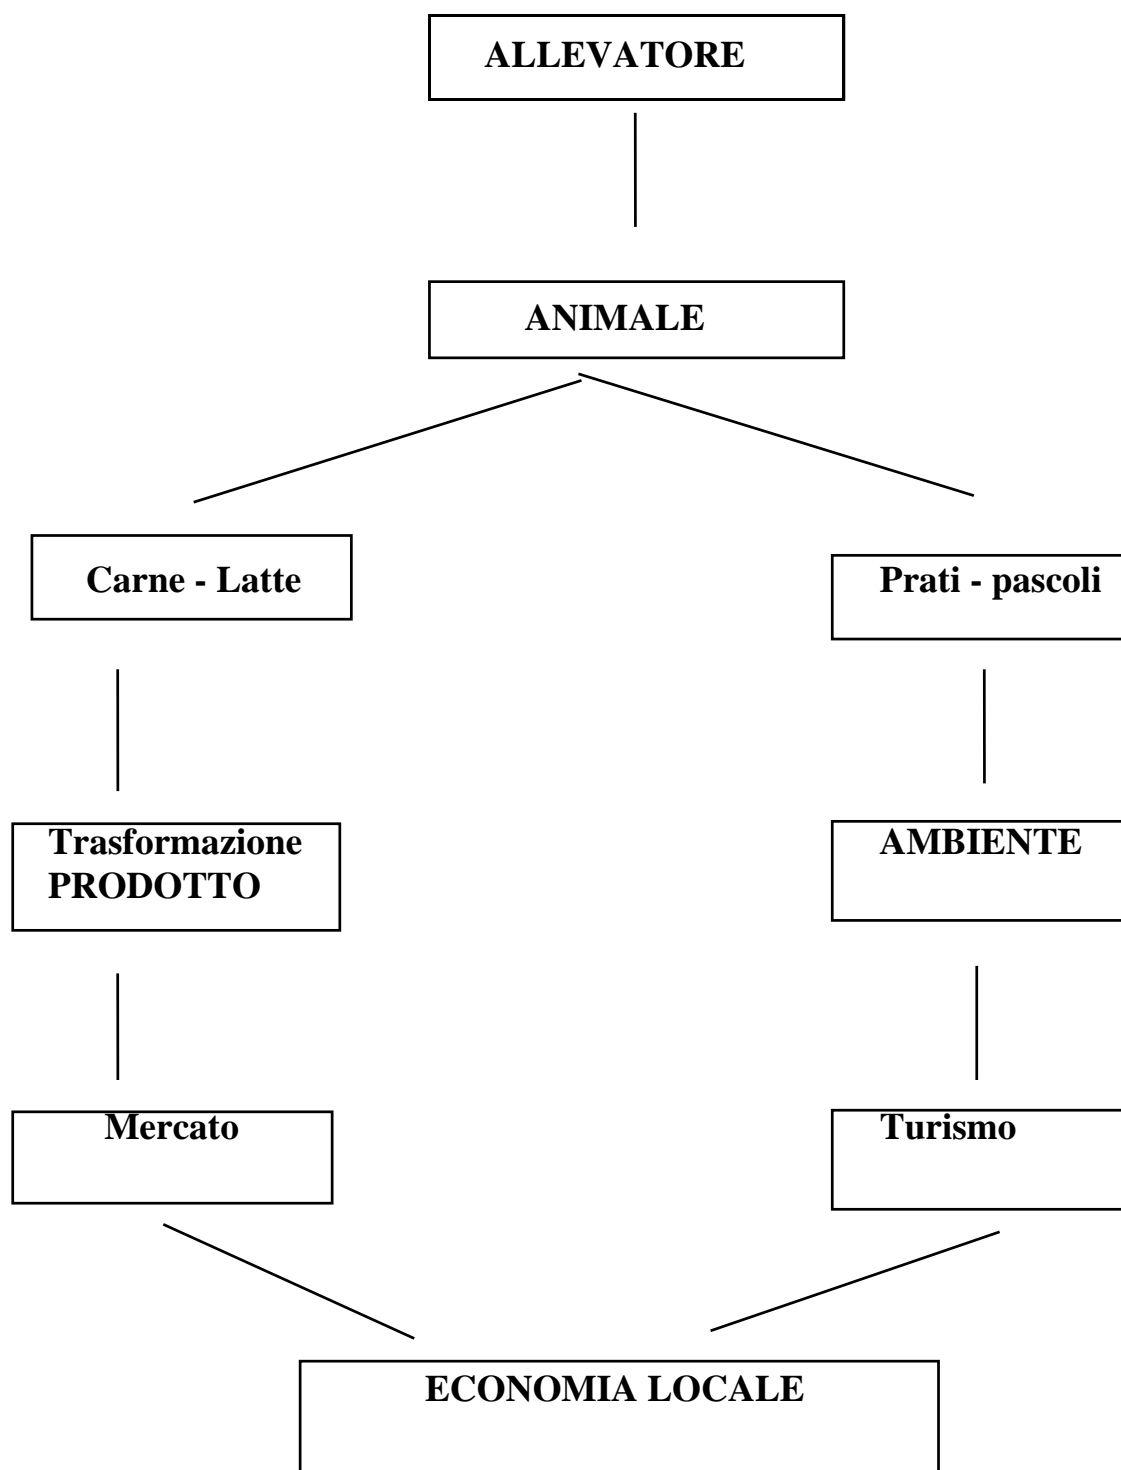 ALLEVATORE
ANIMALE
Carne - Latte
Prati - pascoli
Trasformazione
PRODOTTO
AMBIENTE
Mercato
Turismo
ECONOMIA LOCALE